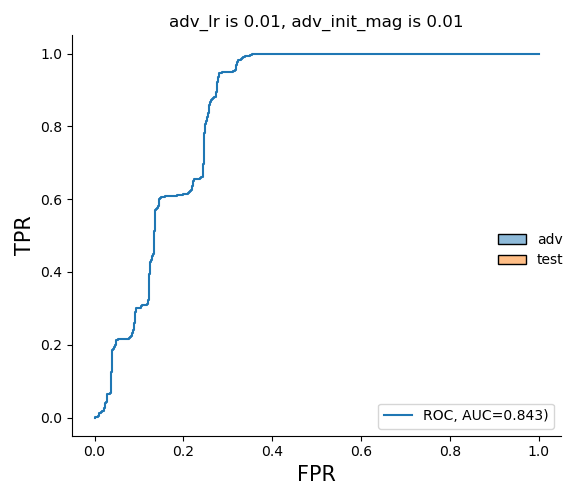 adv_lr is 0.01, adv_init_mag is 0.01
1.0
0.8
0.6
0.4
0.2
0.0
TPR
adv
test
ROC, AUC=0.843)
0.0 0.2 0.4 0.6 0.8 1.0
FPR